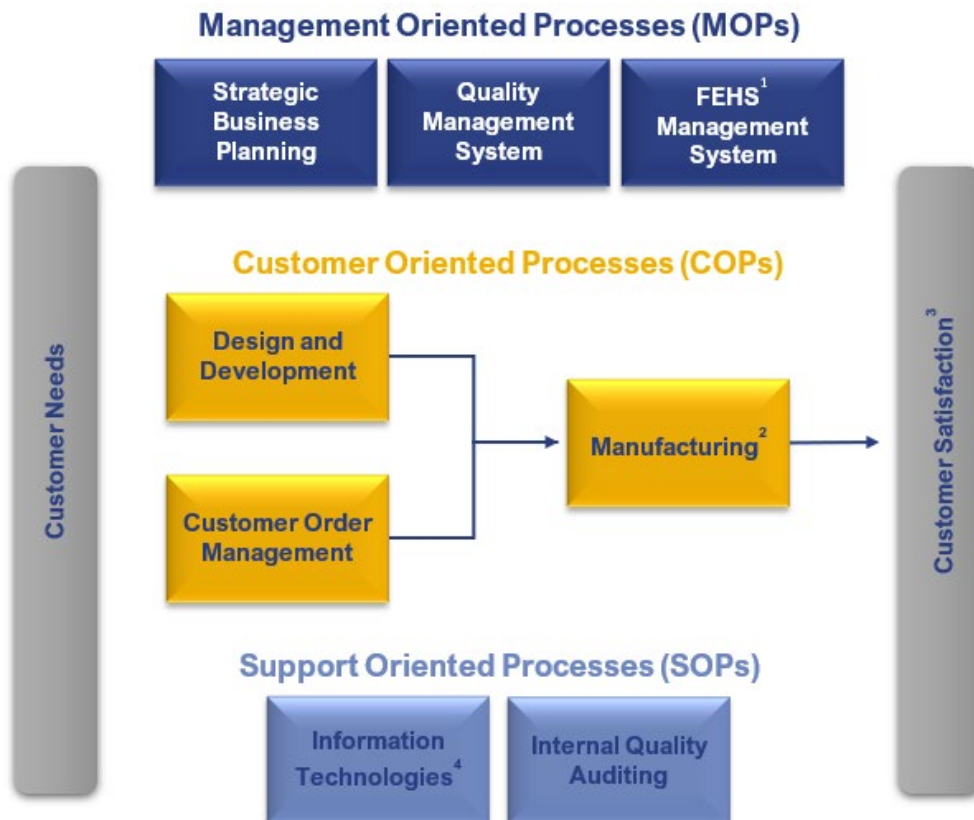 Management Oriented Processes (MOPs)
Strategic
Business
Planning
Quality
Management
System
FEHS¹
Management
System
Customer Needs
Customer Oriented Processes (COPs)
Design and
Development
Customer Order
Management
Manufacturing²
Customer Satisfaction³
Support Oriented Processes (SOPs)
Information
Technologies⁴
Internal Quality
Auditing